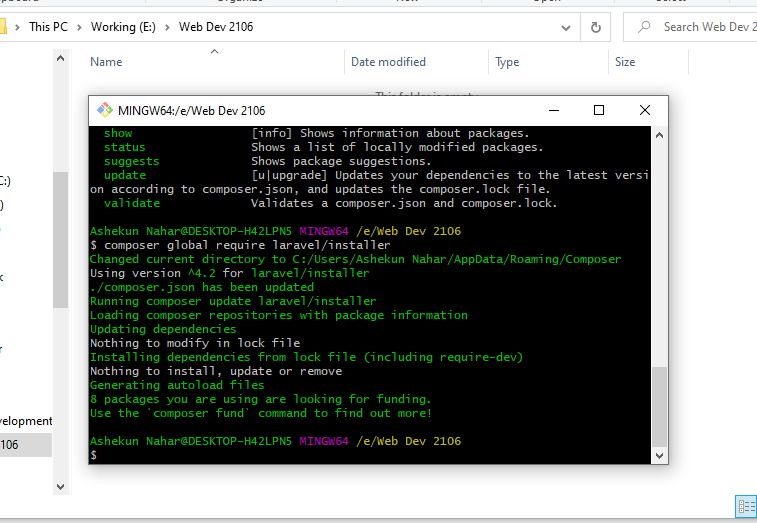 This PC > Working (E:) > Web Dev 2106
Search Web Dev 2
Name
Date modified
Type
Size
MINGW64:/e/Web Dev 2106
show [info] Shows information about packages.
status Shows a list of locally modified packages.
suggests Shows package suggestions.
update [u|upgrade] Updates your dependencies to the latest versi
on according to composer.json, and updates the composer.lock file.
validate Validates a composer.json and composer.lock.
Ashekun Nahar@DESKTOP-H42LPN5 MINGW64 /e/Web Dev 2106
$ composer global require laravel/installer
Changed current directory to C:/Users/Ashekun Nahar/AppData/Roaming/Composer
Using version ^4.2 for laravel/installer
./composer.json has been updated
Running composer update laravel/installer
Loading composer repositories with package information
Updating dependencies
Nothing to modify in lock file
Installing dependencies from lock file (including require-dev)
Nothing to install, update or remove
Generating autoload files
8 packages you are using are looking for funding.
Use the `composer fund` command to find out more!
Ashekun Nahar@DESKTOP-H42LPN5 MINGW64 /e/Web Dev 2106
$
C:)
velopment
106